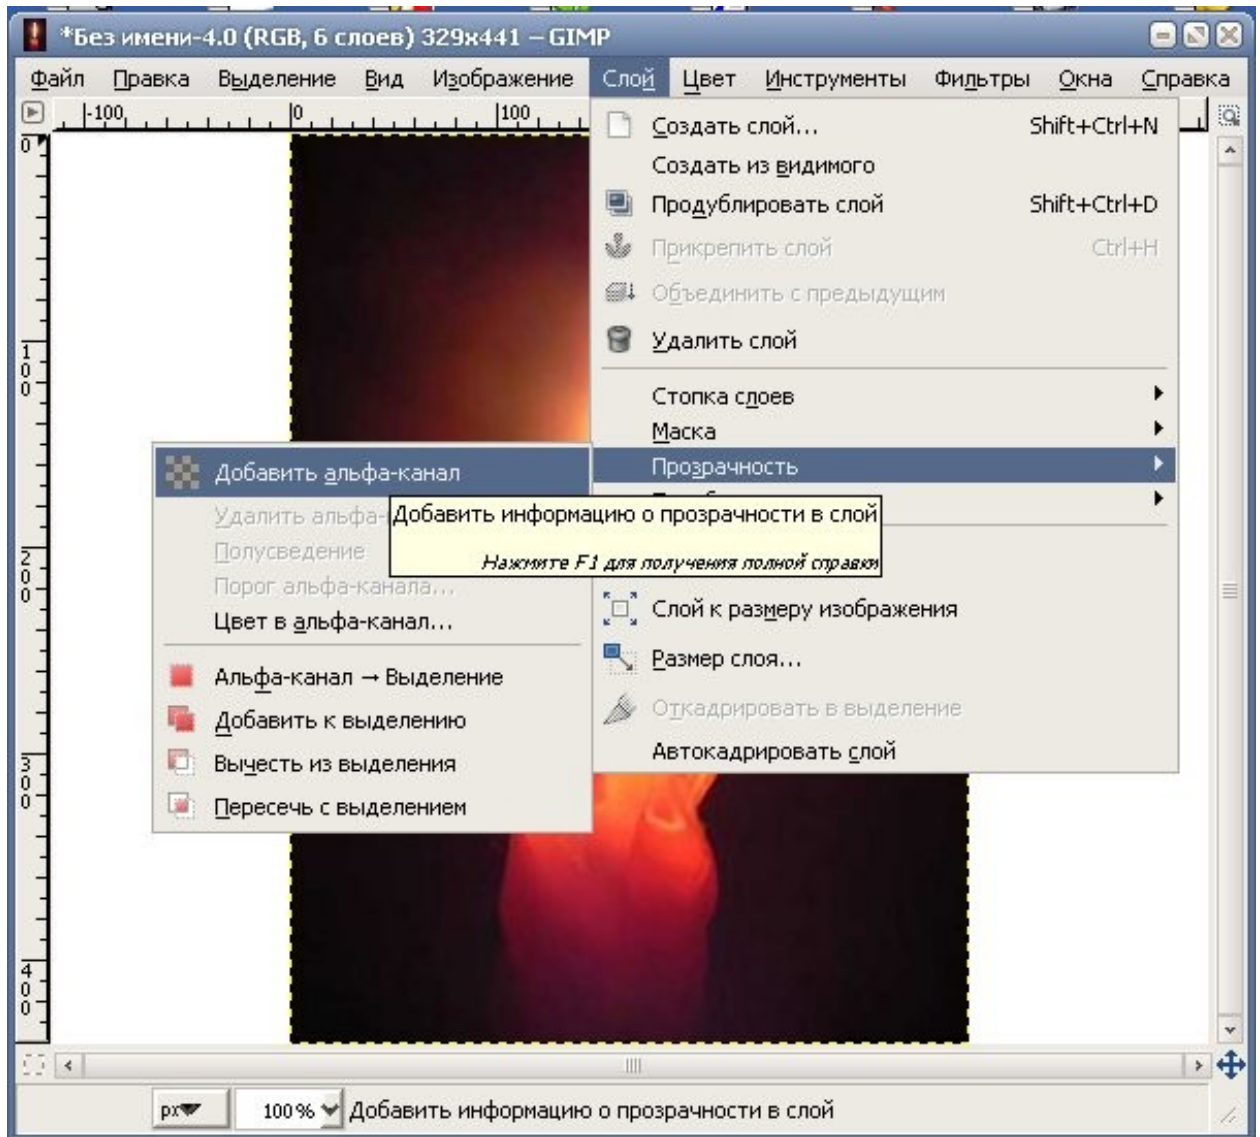 *Без имени-4.0 (RGB, 6 слоев) 329x441 – GIMP
Файл Правка Выделение Вид Изображение Слой Цвет Инструменты Фильтры Окна Справка
-100 0 100
0
100
200
300
400
Создать слой... Shift+Ctrl+N
Создать из видимого
Продублировать слой Shift+Ctrl+D
Прикрепить слой Ctrl+H
Объединить с предыдущим
Удалить слой
Стопка слоев
Маска
Прозрачность
Слой к размеру изображения
Размер слоя...
Откадрировать в выделение
Автокадрировать слой
Добавить альфа-канал
Удалить альфа-
Полусведение
Порог альфа-канала...
Цвет в альфа-канал...
Альфа-канал → Выделение
Добавить к выделению
Вычесть из выделения
Пересечь с выделением
Добавить информацию о прозрачности в слой
Нажмите F1 для получения полной справки
px 100% Добавить информацию о прозрачности в слой